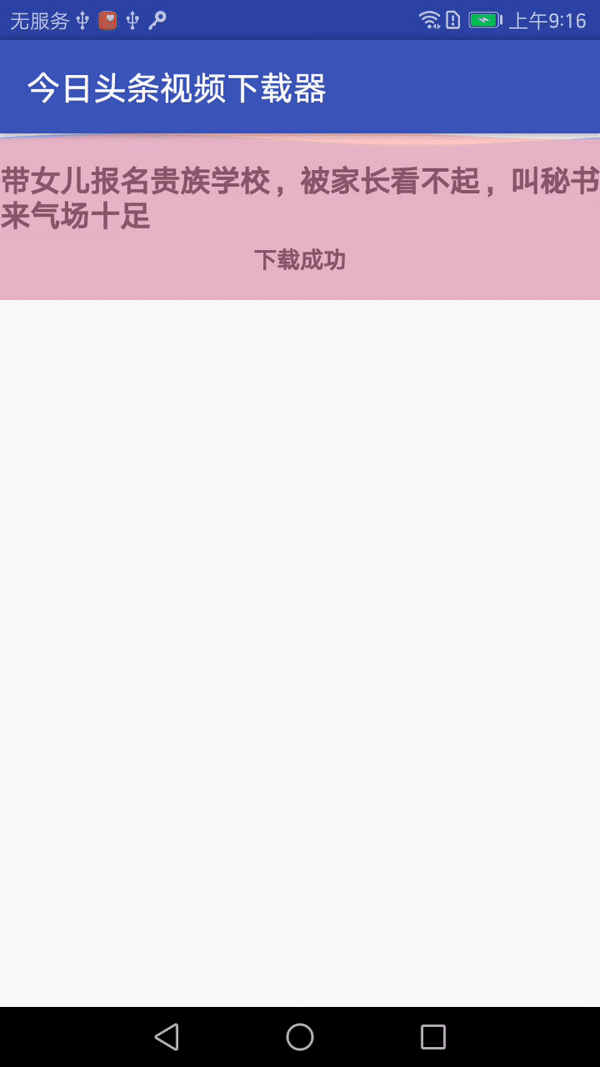 无服务 上午9:16
今日头条视频下载器
带女儿报名贵族学校，被家长看不起，叫秘书
来气场十足
下载成功